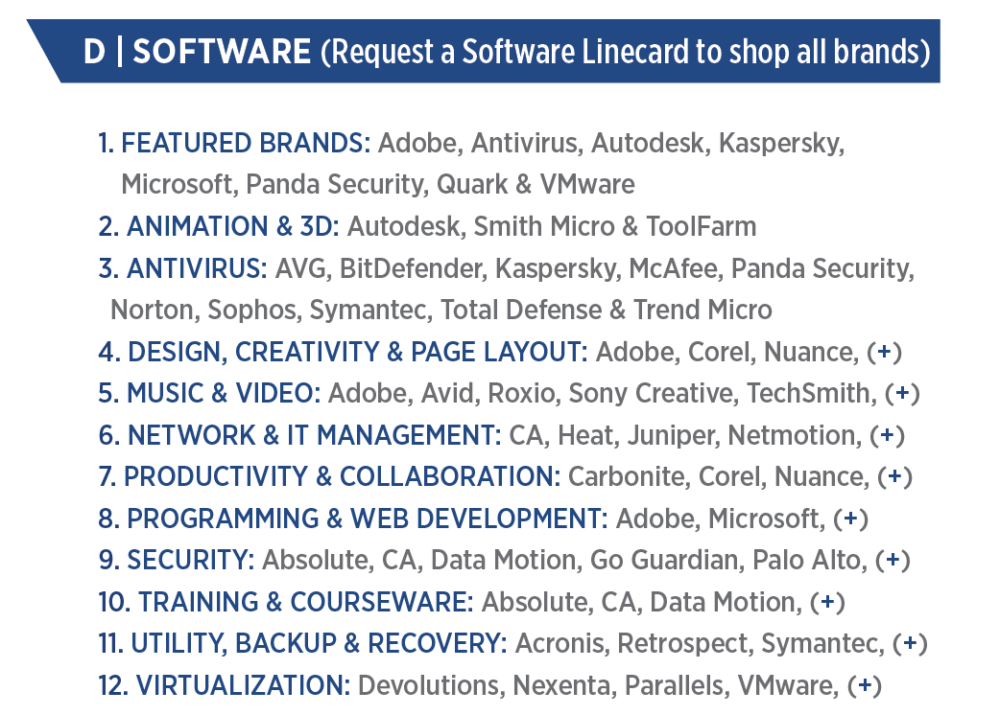 D | SOFTWARE (Request a Software Linecard to shop all brands)
1. FEATURED BRANDS: Adobe, Antivirus, Autodesk, Kaspersky,
Microsoft, Panda Security, Quark & VMware
2. ANIMATION & 3D: Autodesk, Smith Micro & ToolFarm
3. ANTIVIRUS: AVG, BitDefender, Kaspersky, McAfee, Panda Security,
Norton, Sophos, Symantec, Total Defense & Trend Micro
4. DESIGN, CREATIVITY & PAGE LAYOUT: Adobe, Corel, Nuance, (+)
5. MUSIC & VIDEO: Adobe, Avid, Roxio, Sony Creative, TechSmith, (+)
6. NETWORK & IT MANAGEMENT: CA, Heat, Juniper, Netmotion, (+)
7. PRODUCTIVITY & COLLABORATION: Carbonite, Corel, Nuance, (+)
8. PROGRAMMING & WEB DEVELOPMENT: Adobe, Microsoft, (+)
9. SECURITY: Absolute, CA, Data Motion, Go Guardian, Palo Alto, (+)
10. TRAINING & COURSEWARE: Absolute, CA, Data Motion, (+)
11. UTILITY, BACKUP & RECOVERY: Acronis, Retrospect, Symantec, (+)
12. VIRTUALIZATION: Devolutions, Nexenta, Parallels, VMware, (+)